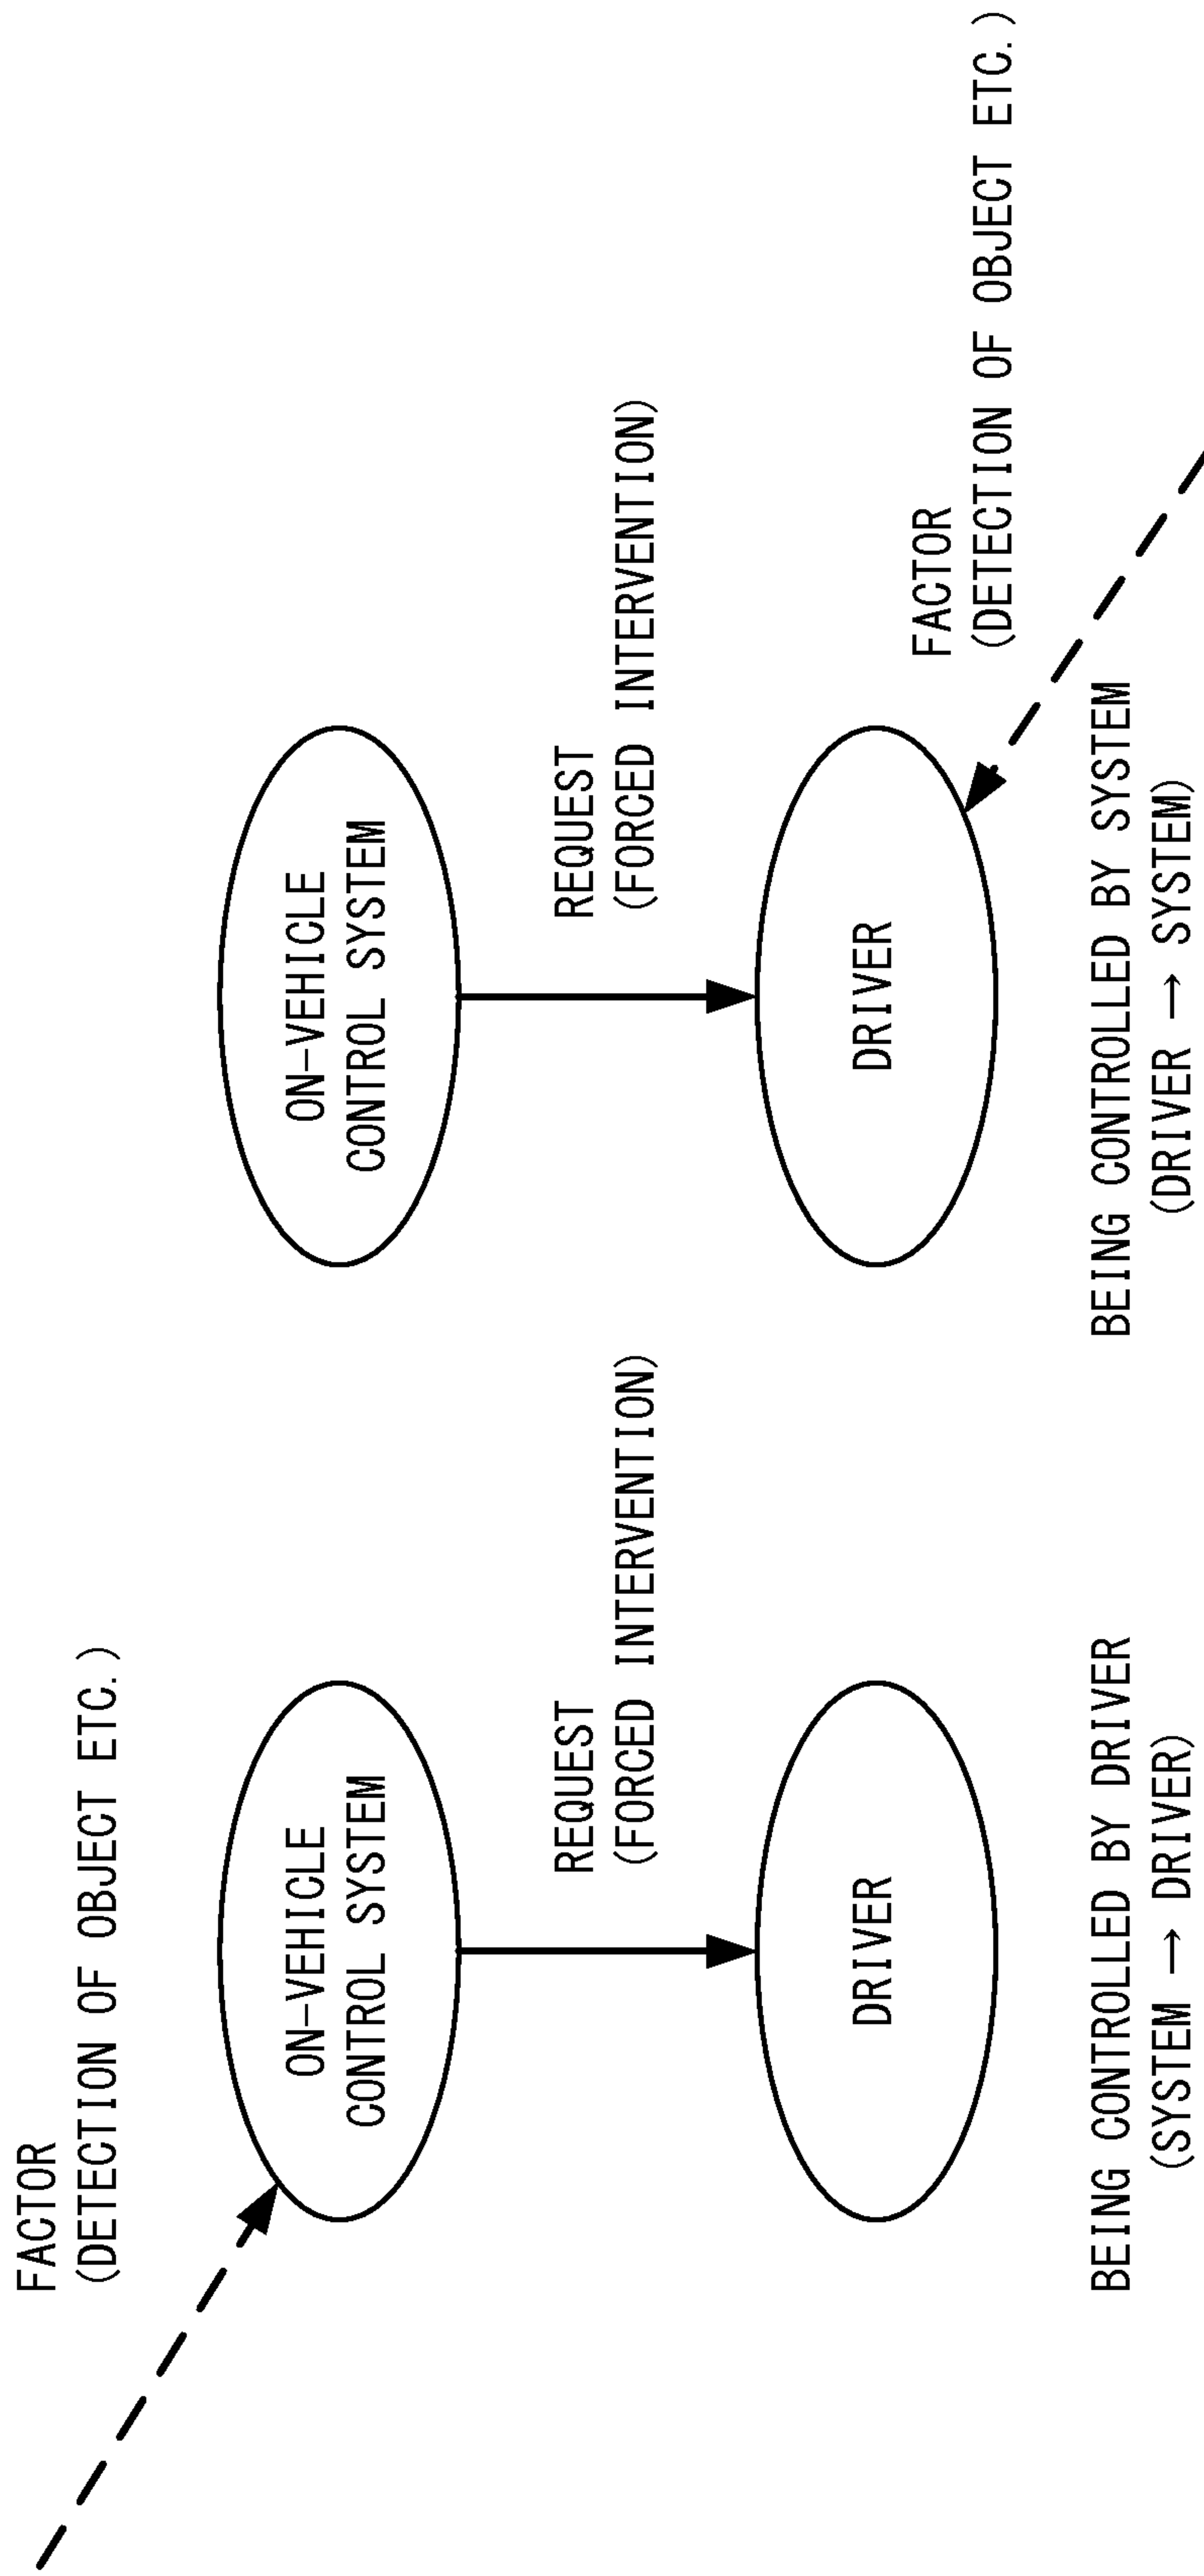 FACTOR
(DETECTION OF OBJECT ETC.)
ON-VEHICLE
CONTROL SYSTEM
REQUEST
(FORCED INTERVENTION)
DRIVER
BEING CONTROLLED BY DRIVER
(SYSTEM → DRIVER)
ON-VEHICLE
CONTROL SYSTEM
REQUEST
(FORCED INTERVENTION)
DRIVER
FACTOR
(DETECTION OF OBJECT ETC.)
BEING CONTROLLED BY SYSTEM
(DRIVER → SYSTEM)